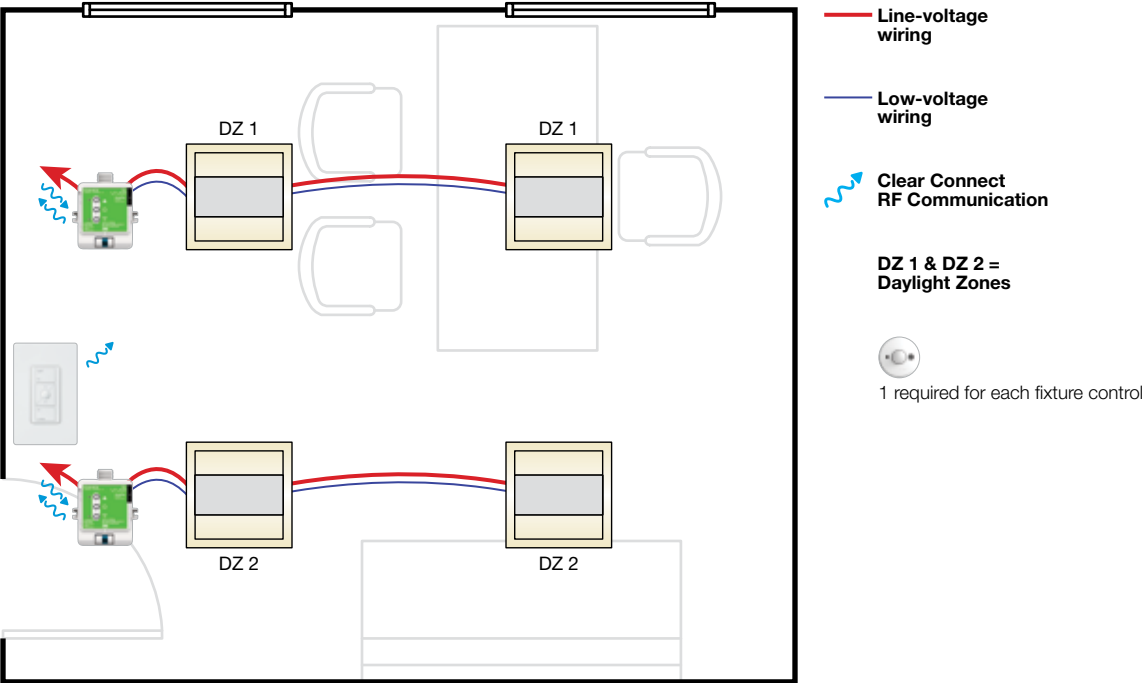 DZ 1
DZ 1
DZ 2
DZ 2
Line-voltage
wiring
Low-voltage
wiring
Clear Connect
RF Communication
DZ 1 & DZ 2 =
Daylight Zones
1 required for each fixture control